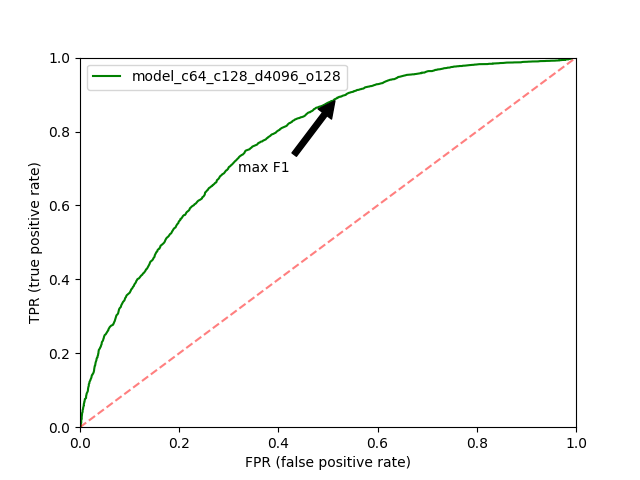 model_c64_c128_d4096_o128
max F1
TPR (true positive rate)
1.0
0.8
0.6
0.4
0.2
0.0
0.0 0.2 0.4 0.6 0.8 1.0
FPR (false positive rate)